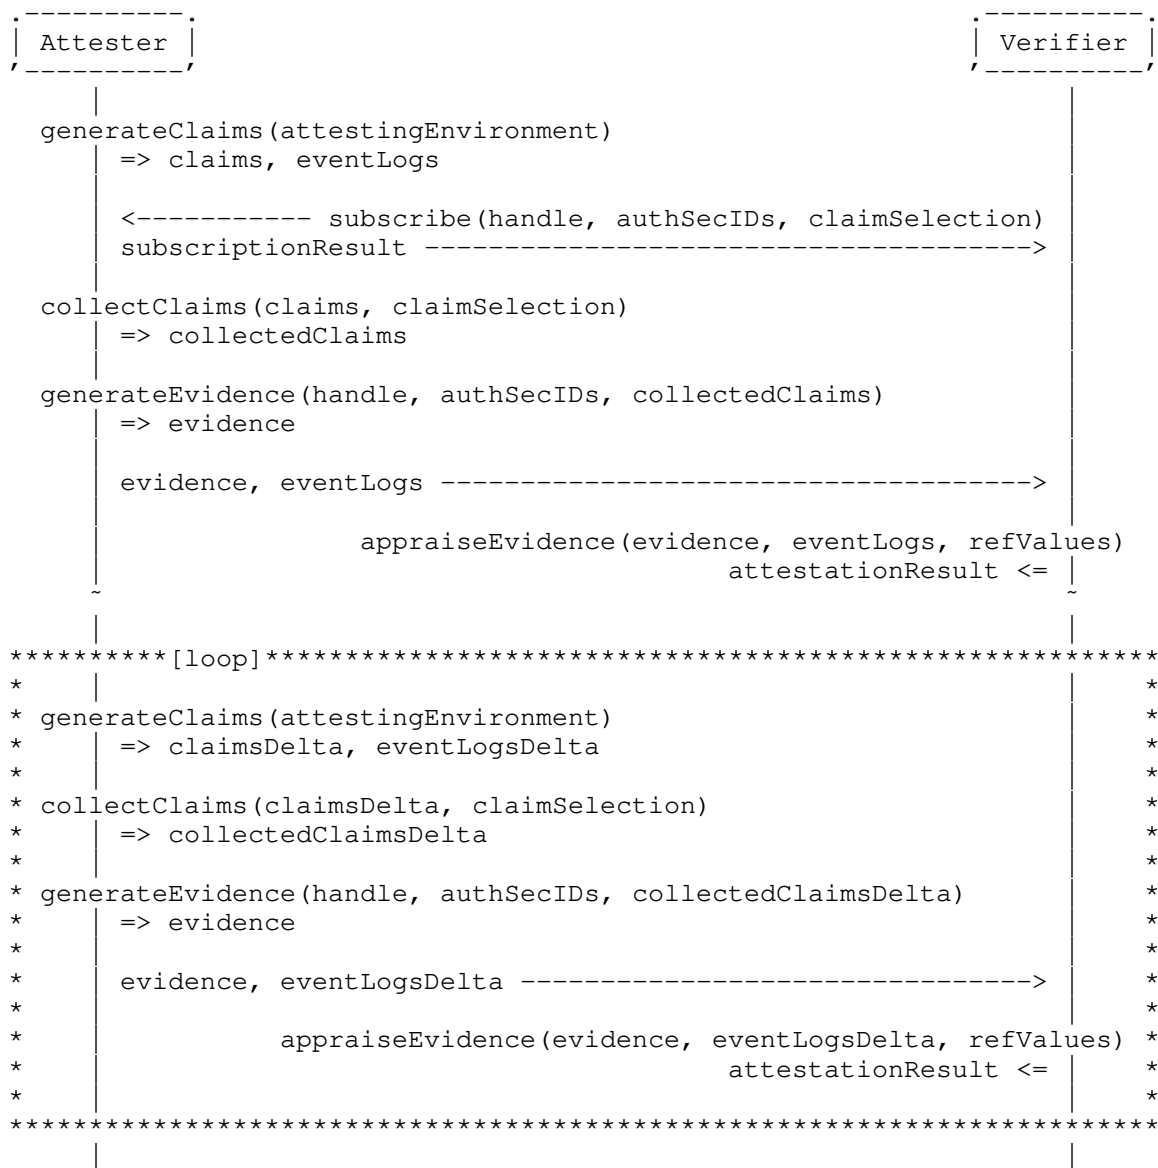 .----------.                                                .----------.
| Attester |                                                | Verifier |
'----------'                                                '----------'
     |                                                            |
  generateClaims(attestingEnvironment)                            |
     | => claims, eventLogs                                       |
     |                                                            |
     | <----------- subscribe(handle, authSecIDs, claimSelection) |
     | subscriptionResult --------------------------------------> |
     |                                                            |
  collectClaims(claims, claimSelection)                           |
     | => collectedClaims                                         |
     |                                                            |
  generateEvidence(handle, authSecIDs, collectedClaims)           |
     | => evidence                                                |
     |                                                            |
     | evidence, eventLogs -------------------------------------> |
     |                                                            |
     |                appraiseEvidence(evidence, eventLogs, refValues)
     |                                       attestationResult <= |
     ~                                                            ~
     |                                                            |
**********[loop]********************************************************
*    |                                                            |    *
* generateClaims(attestingEnvironment)                            |    *
*    | => claimsDelta, eventLogsDelta                             |    *
*    |                                                            |    *
* collectClaims(claimsDelta, claimSelection)                      |    *
*    | => collectedClaimsDelta                                    |    *
*    |                                                            |    *
* generateEvidence(handle, authSecIDs, collectedClaimsDelta)      |    *
*    | => evidence                                                |    *
*    |                                                            |    *
*    | evidence, eventLogsDelta --------------------------------> |    *
*    |                                                            |    *
*    |           appraiseEvidence(evidence, eventLogsDelta, refValues) *
*    |                                       attestationResult <= |    *
*    |                                                            |    *
************************************************************************
     |                                                            |